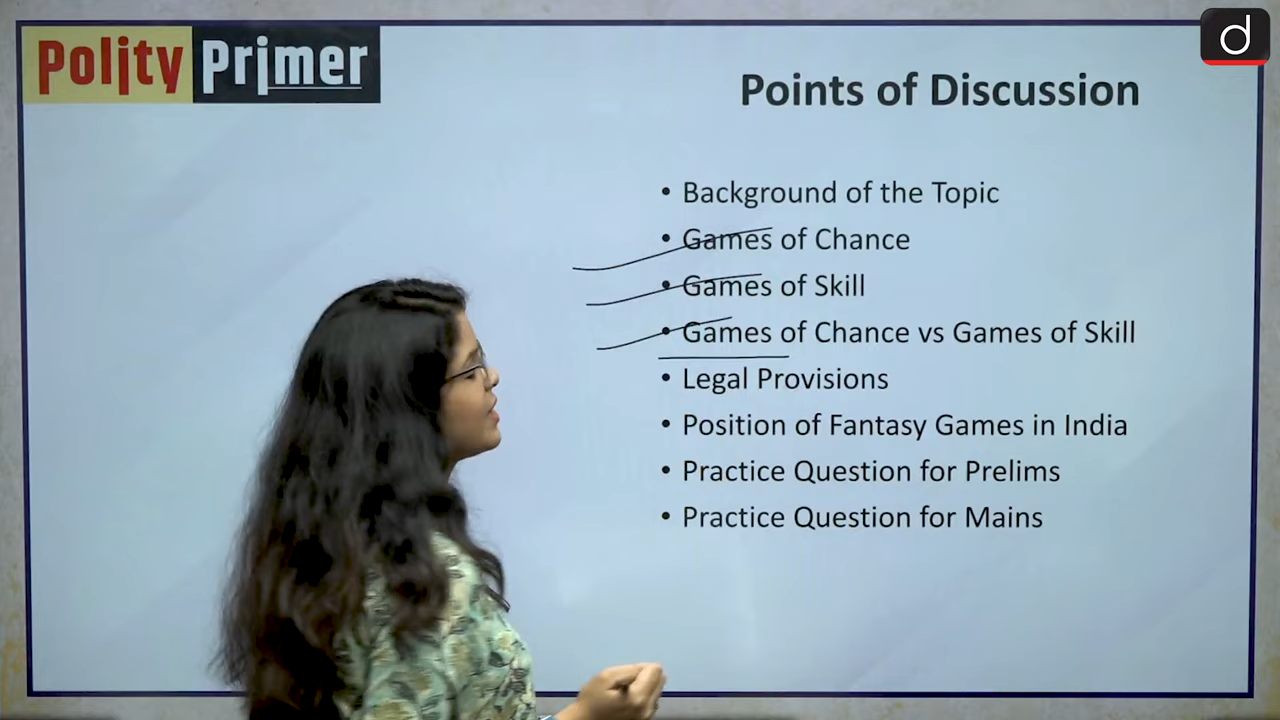 Polity Primer
d
Points of Discussion
• Background of the Topic
• Games of Chance
• Games of Skill
• Games of Chance vs Games of Skill
• Legal Provisions
• Position of Fantasy Games in India
• Practice Question for Prelims
• Practice Question for Mains